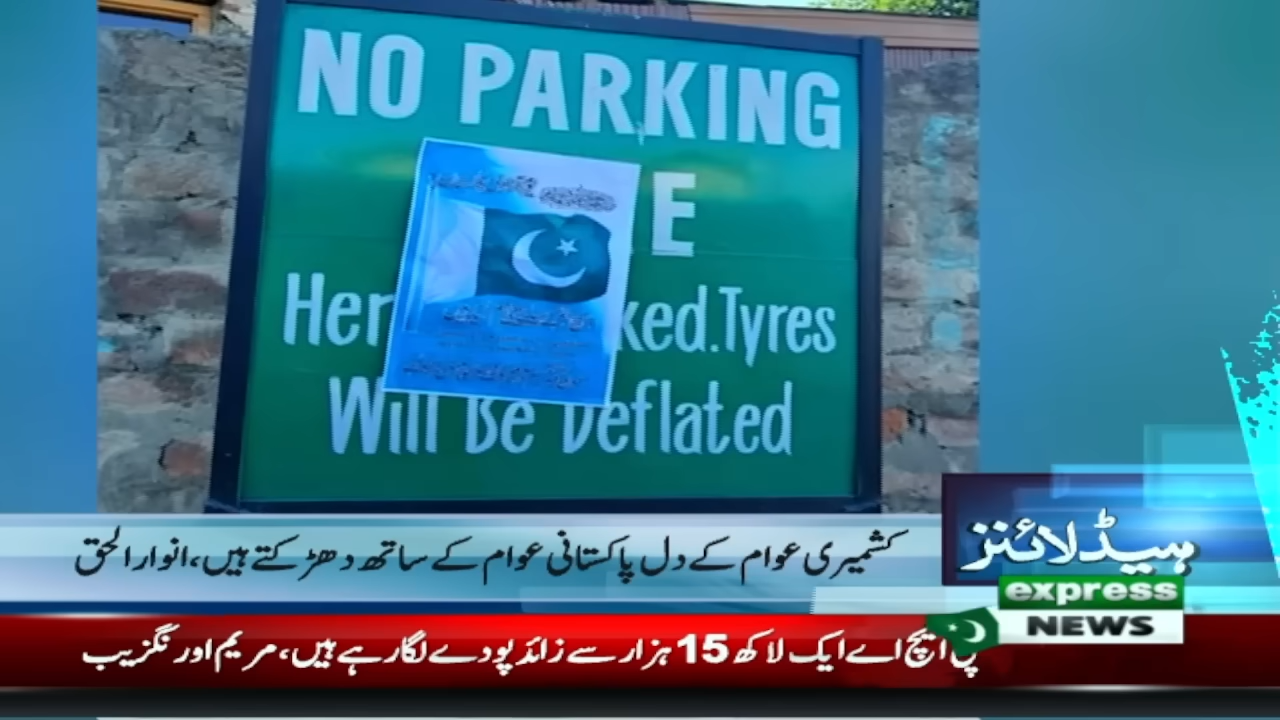 NO PARKING
E
Her ked. Tyres
Will Be Deflated
کشمیری عوام کے دل پاکستانی عوام کے ساتھ دھڑکتے ہیں، انوار الحق
ہیڈلائنز
express
NEWS
پی ایچ اے ایک لاکھ 15 ہزار سے زائد پودے لگا رہے ہیں، مریم اورنگزیب